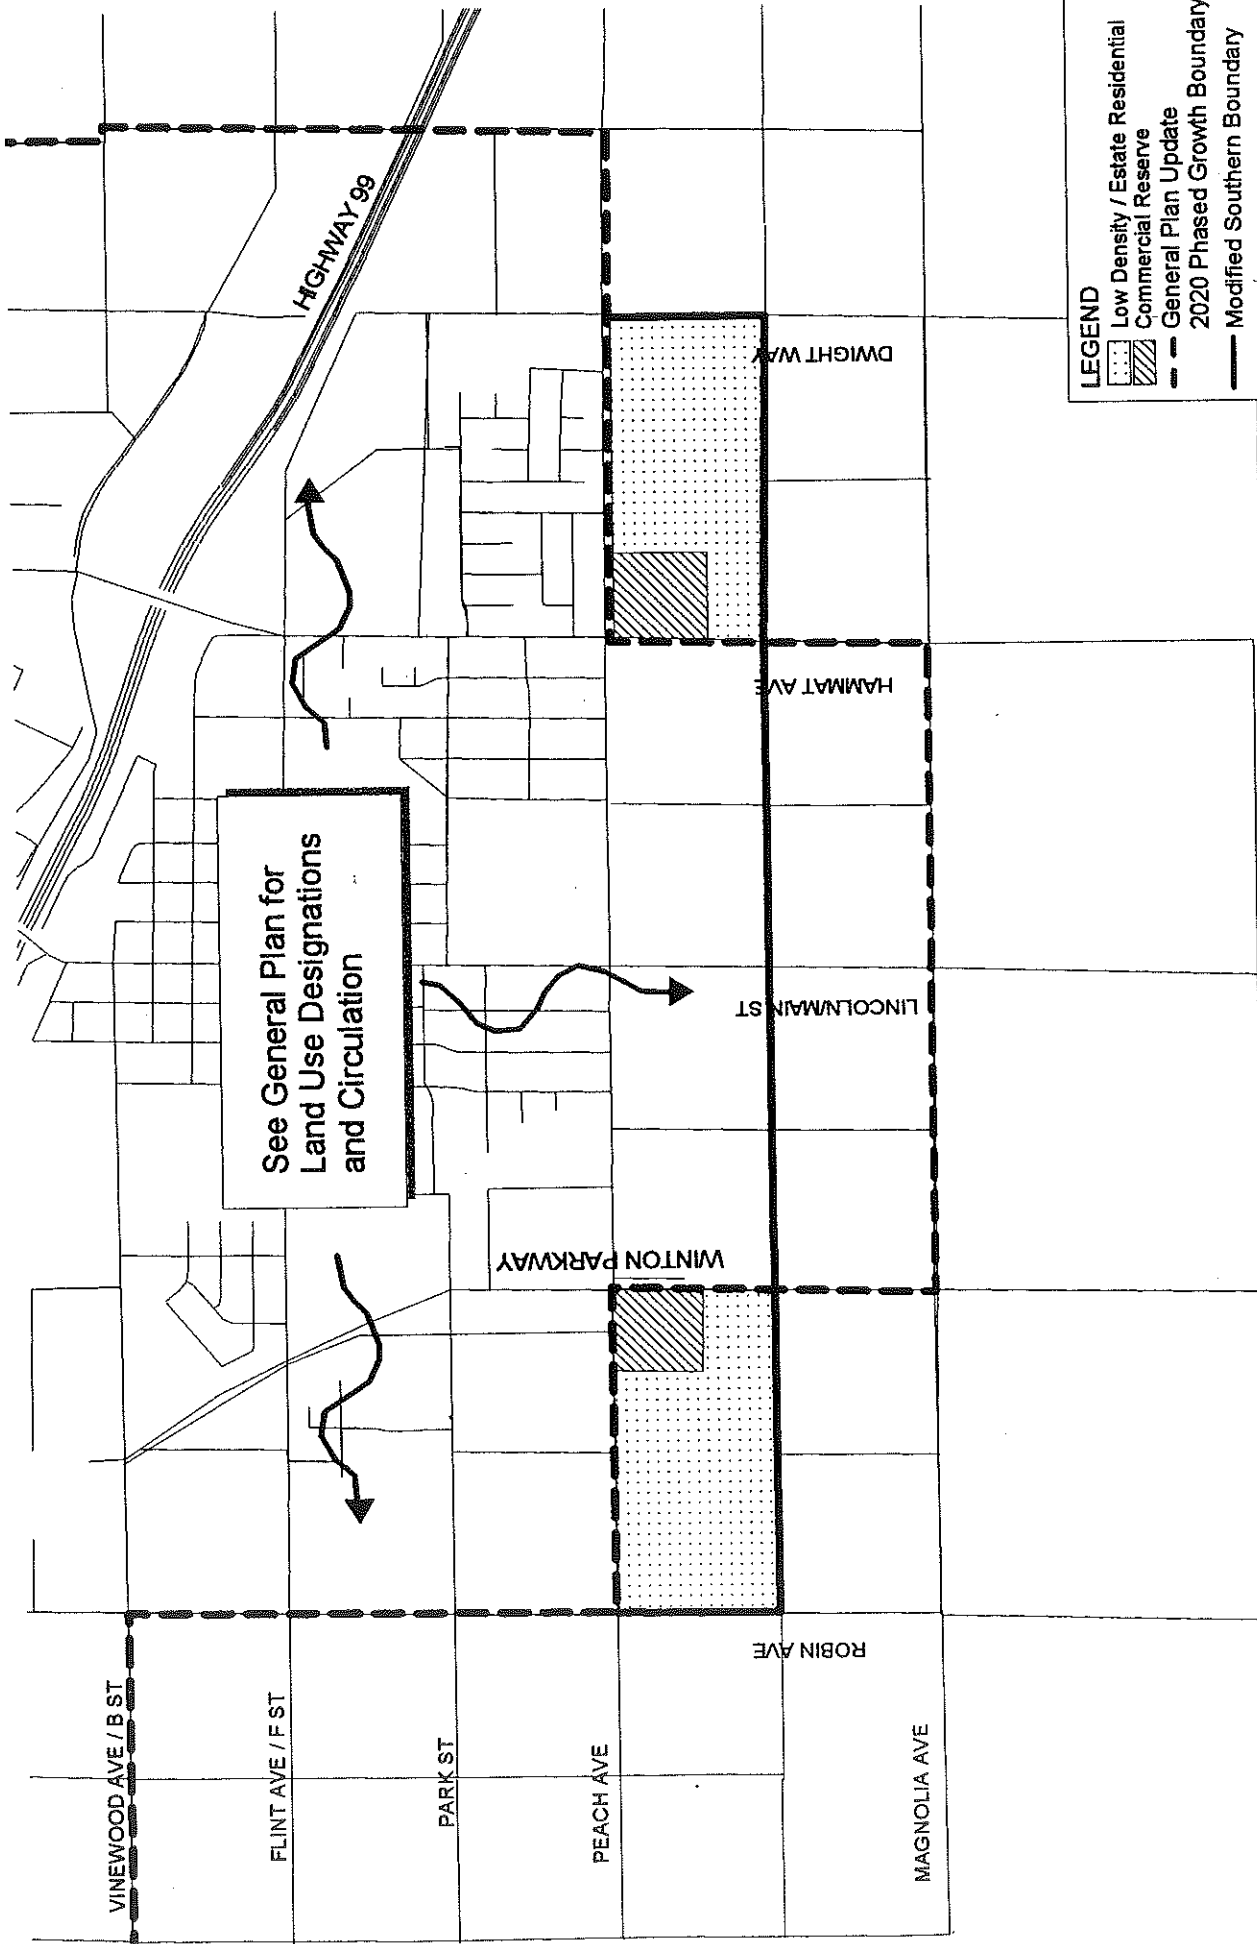 HIGHWAY 99
See General Plan for
Land Use Designations
and Circulation
VINEWOOD AVE / B ST
FLINT AVE / F ST
PARK ST
PEACH AVE
MAGNOLIA AVE
ROBIN AVE
WINTON PARKWAY
LINCOLN/MAIN ST
HAMMAT AVE
DWIGHT WAY
LEGEND
Low Density / Estate Residential
Commercial Reserve
General Plan Update
2020 Phased Growth Boundary
Modified Southern Boundary